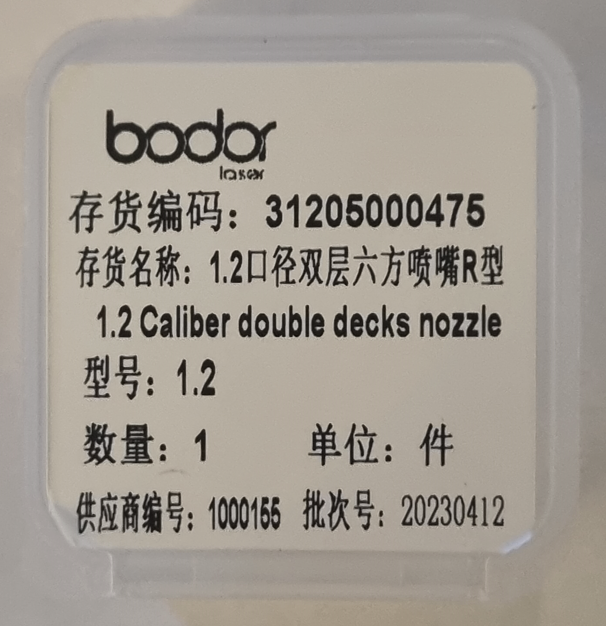 bodor
laser
存货编码：31205000475
存货名称：1.2口径双层六方喷嘴R型
1.2 Caliber double decks nozzle
型号：1.2
数量：1 单位：件
供应商编号：1000155 批次号：20230412